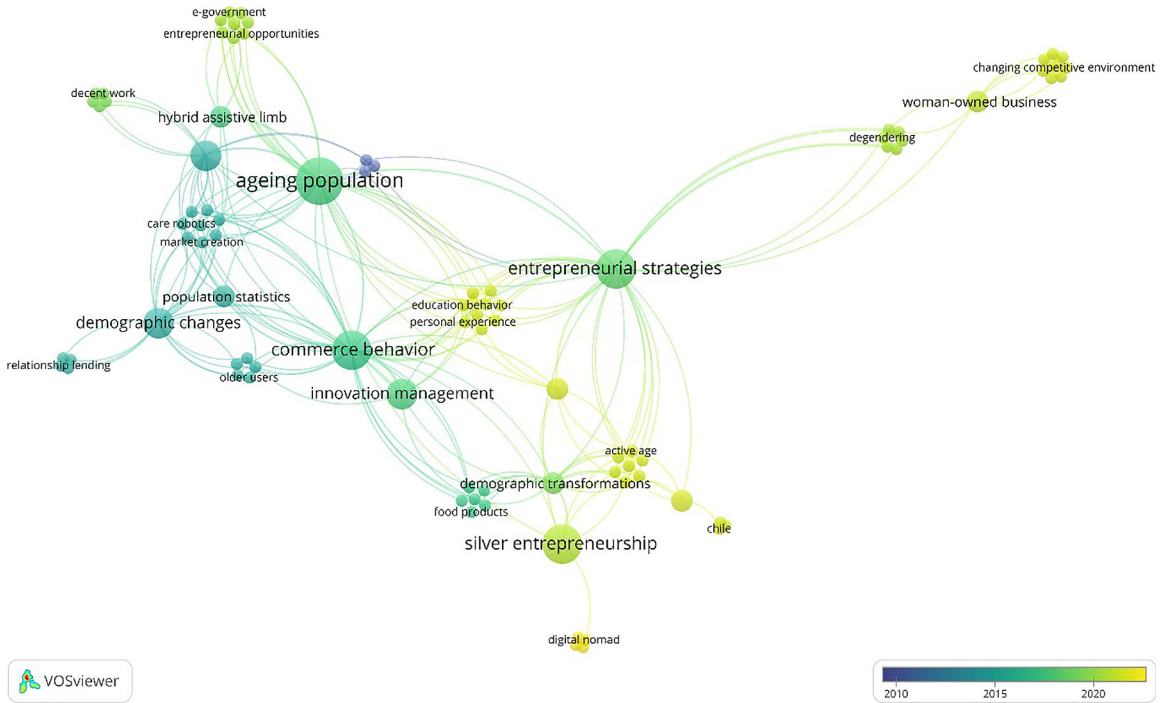 e-government
entrepreneurial opportunities
changing competitive environment
decent work
woman-owned business
hybrid assistive limb
degendering
ageing population
care robotics
market creation
entrepreneurial strategies
population statistics
education behavior
demographic changes
personal experience
commerce behavior
relationship lending
older users
innovation management
active age
demographic transformations
food products
chile
silver entrepreneurship
digital nomad
VOSviewer
2010 2015 2020